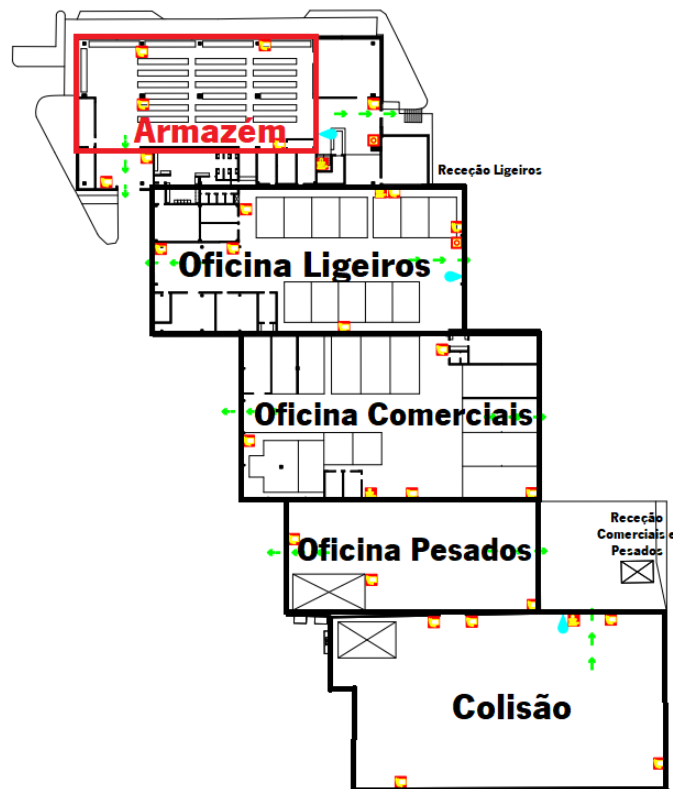 Armazém
Receção Ligeiros
Oficina Ligeiros
Oficina Comerciais
Receção
Comerciais e
Pesados
Oficina Pesados
Colisão